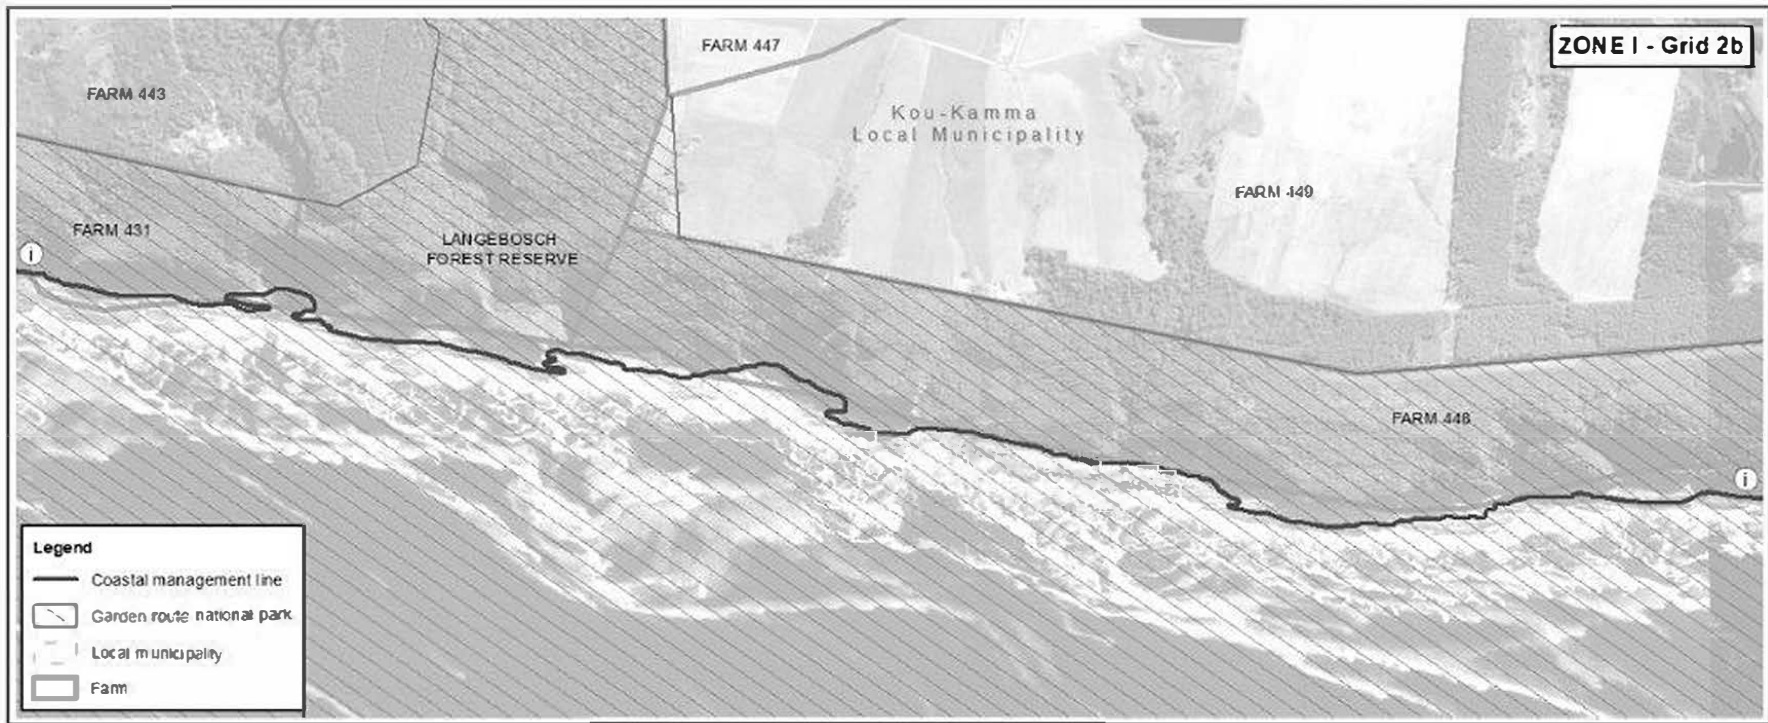 ZONE I - Grid 2b
FARM 447
FARM 443
Kou-Kamma
Local Municipality
FARM 449
FARM 431
LANGEBOSCH
FOREST RESERVE
i
FARM 448
i
Legend
Coastal management line
Garden route national park
Local municipality
Farm